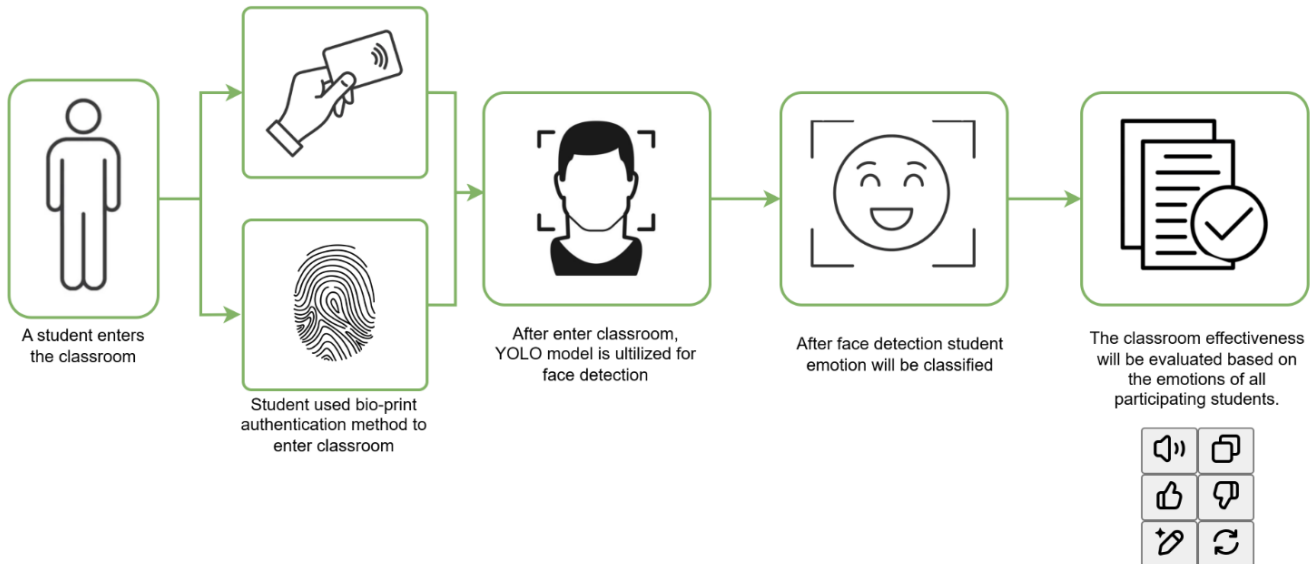 A student enters
the classroom
Student used bio-print
authentication method to
enter classroom
After enter classroom,
YOLO model is ultilized for
face detection
After face detection student
emotion will be classified
The classroom effectiveness
will be evaluated based on
the emotions of all
participating students.